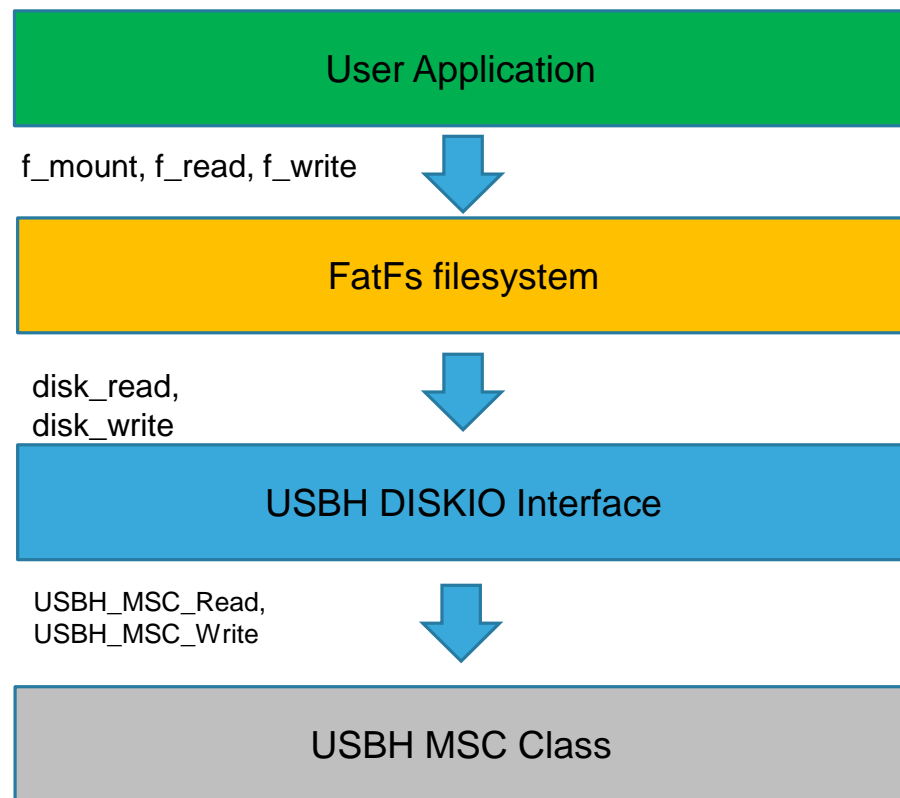 User Application
f_mount, f_read, f_write
FatFs filesystem
disk_read,
disk_write
USBH DISKIO Interface
USBH_MSC_Read,
USBH_MSC_Write
USBH MSC Class